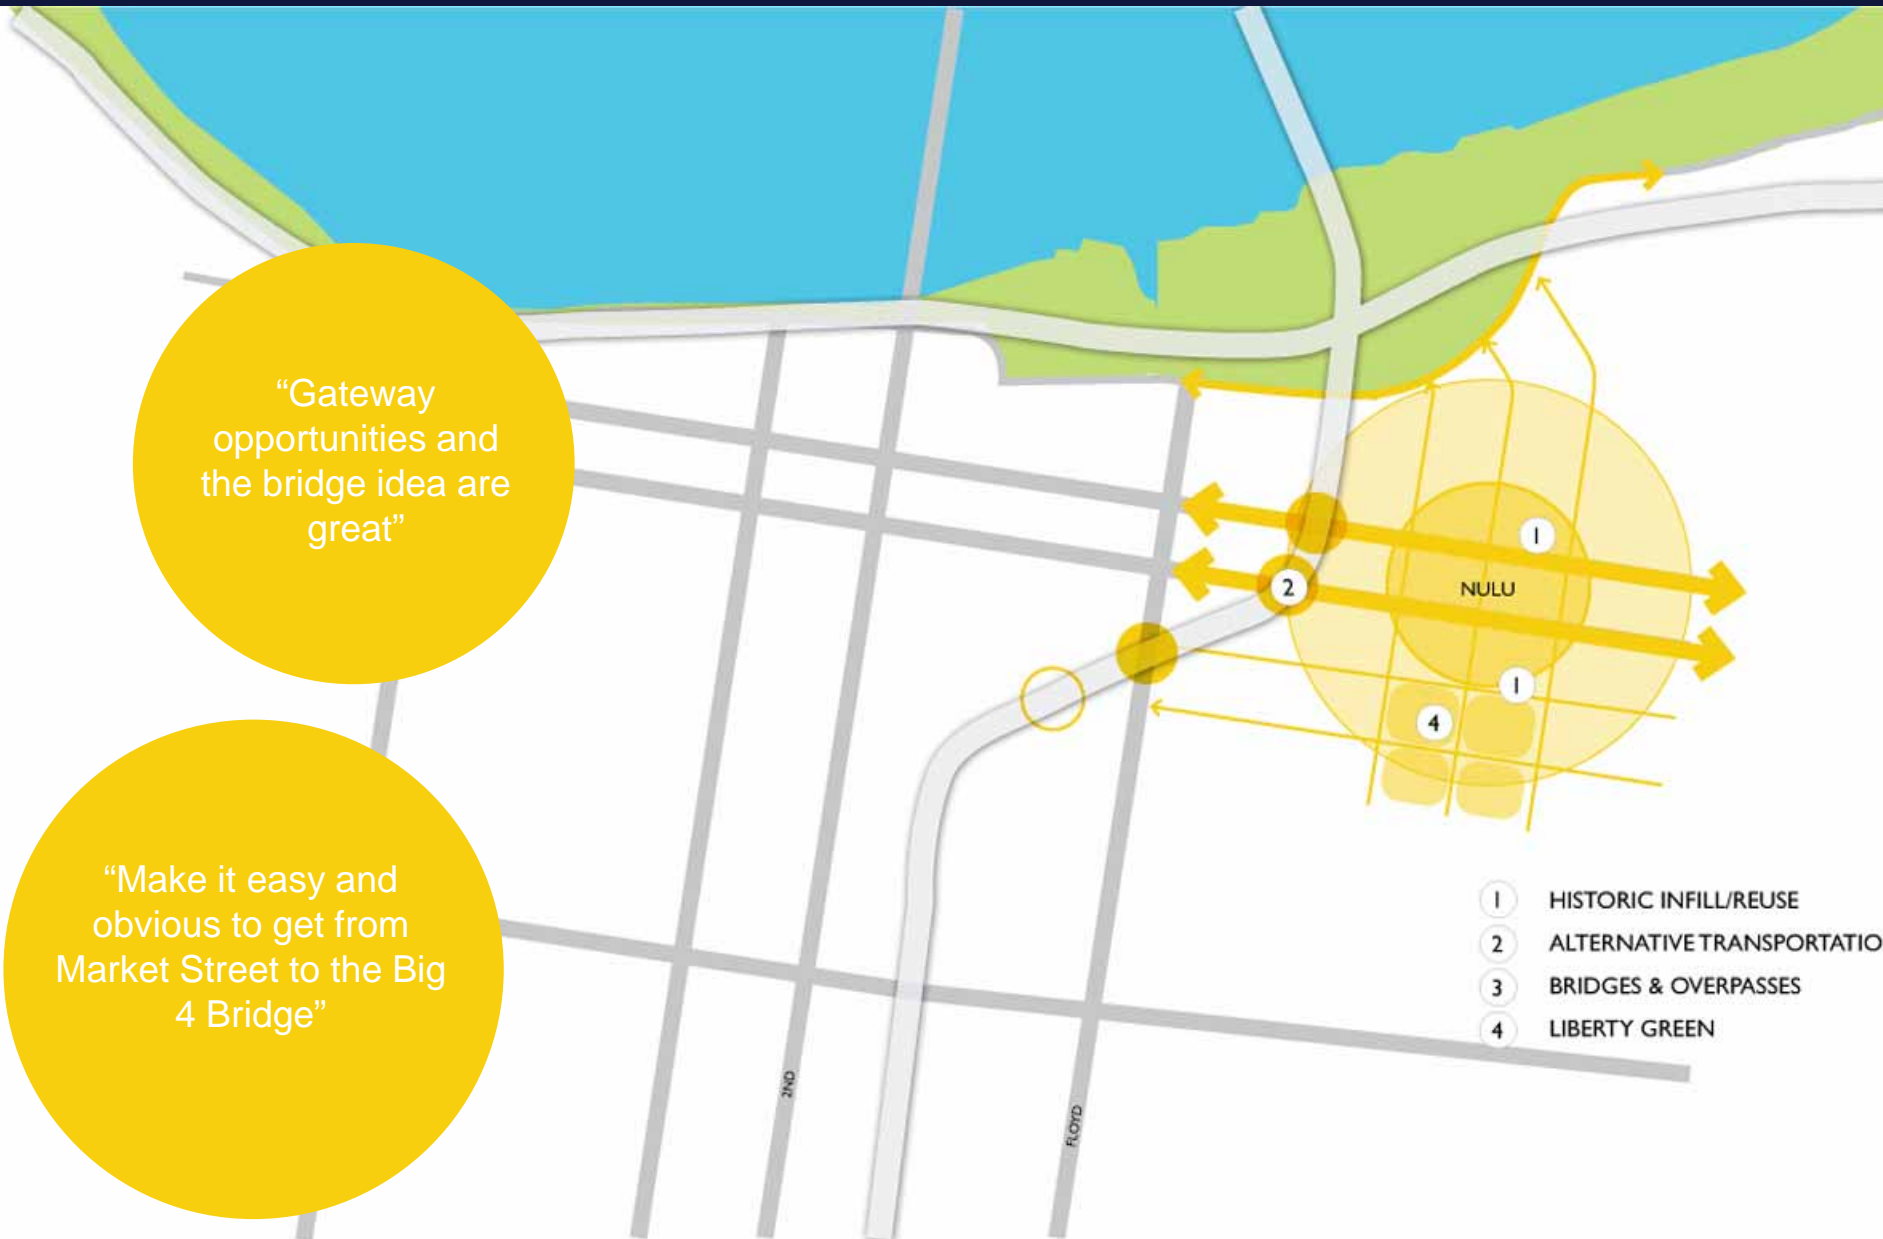 “Gateway
opportunities and
the bridge idea are
great”
“Make it easy and
obvious to get from
Market Street to the Big
4 Bridge”
1
2
NULU
1
4
2ND
FLOYD
1 HISTORIC INFILL/REUSE
2 ALTERNATIVE TRANSPORTATIO
3 BRIDGES & OVERPASSES
4 LIBERTY GREEN